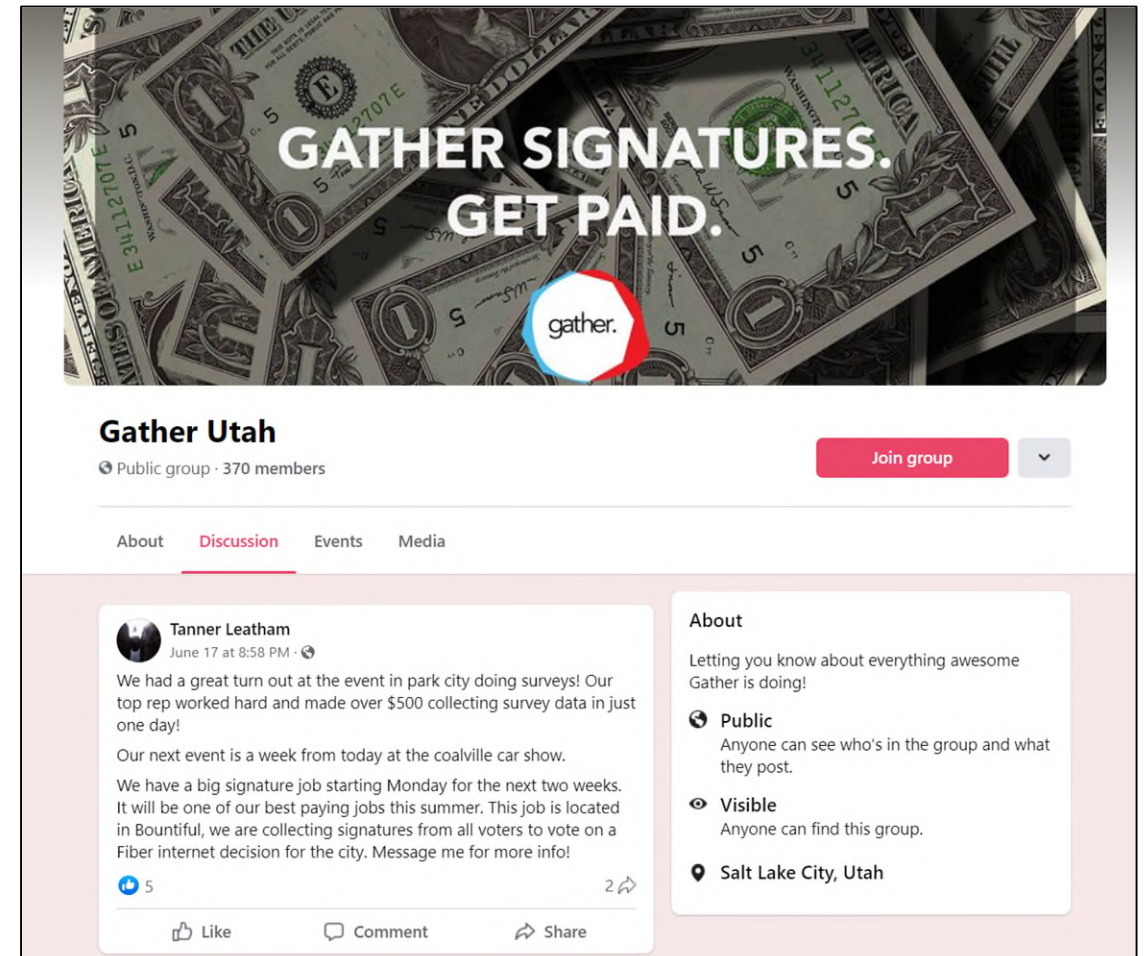 GATHER SIGNATURES.
GET PAID.
gather.
Gather Utah
Public group · 370 members
Join group
About Discussion Events Media
Tanner Leatham
June 17 at 8:58 PM ·
We had a great turn out at the event in park city doing surveys! Our
top rep worked hard and made over $500 collecting survey data in just
one day!
Our next event is a week from today at the coalville car show.
We have a big signature job starting Monday for the next two weeks.
It will be one of our best paying jobs this summer. This job is located
in Bountiful, we are collecting signatures from all voters to vote on a
Fiber internet decision for the city. Message me for more info!
5
2
Like Comment Share
About
Letting you know about everything awesome
Gather is doing!
Public
Anyone can see who's in the group and what
they post.
Visible
Anyone can find this group.
Salt Lake City, Utah